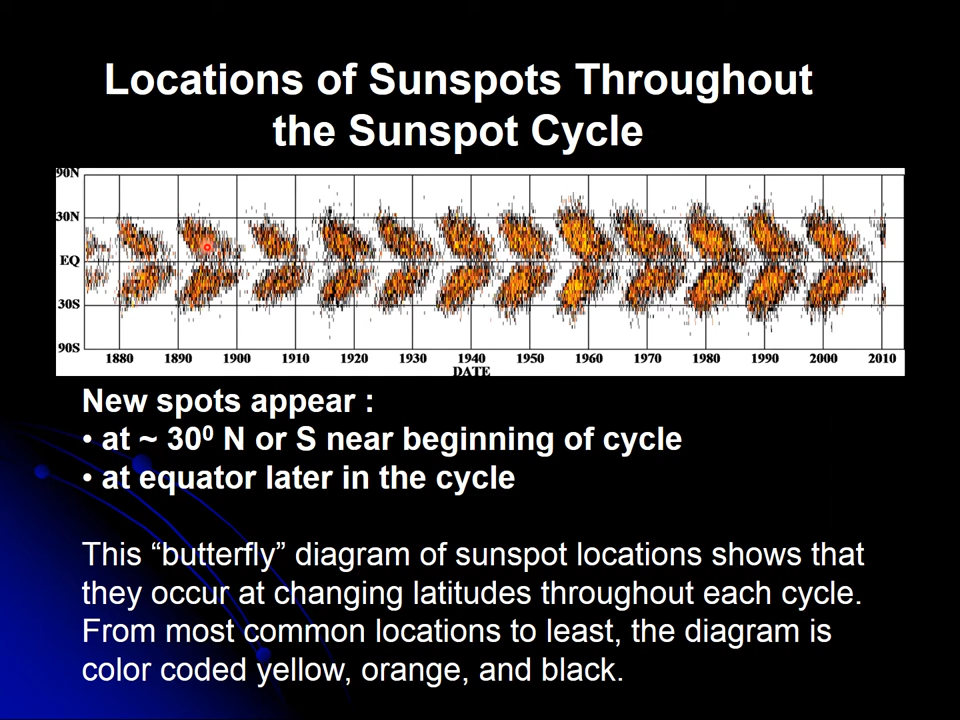 Locations of Sunspots Throughout
the Sunspot Cycle
90N
30N
EQ
30S
90S
1880 1890 1900 1910 1920 1930 1940 1950 1960 1970 1980 1990 2000 2010
DATE
New spots appear :
• at ~ 30⁰ N or S near beginning of cycle
• at equator later in the cycle
This “butterfly” diagram of sunspot locations shows that
they occur at changing latitudes throughout each cycle.
From most common locations to least, the diagram is
color coded yellow, orange, and black.